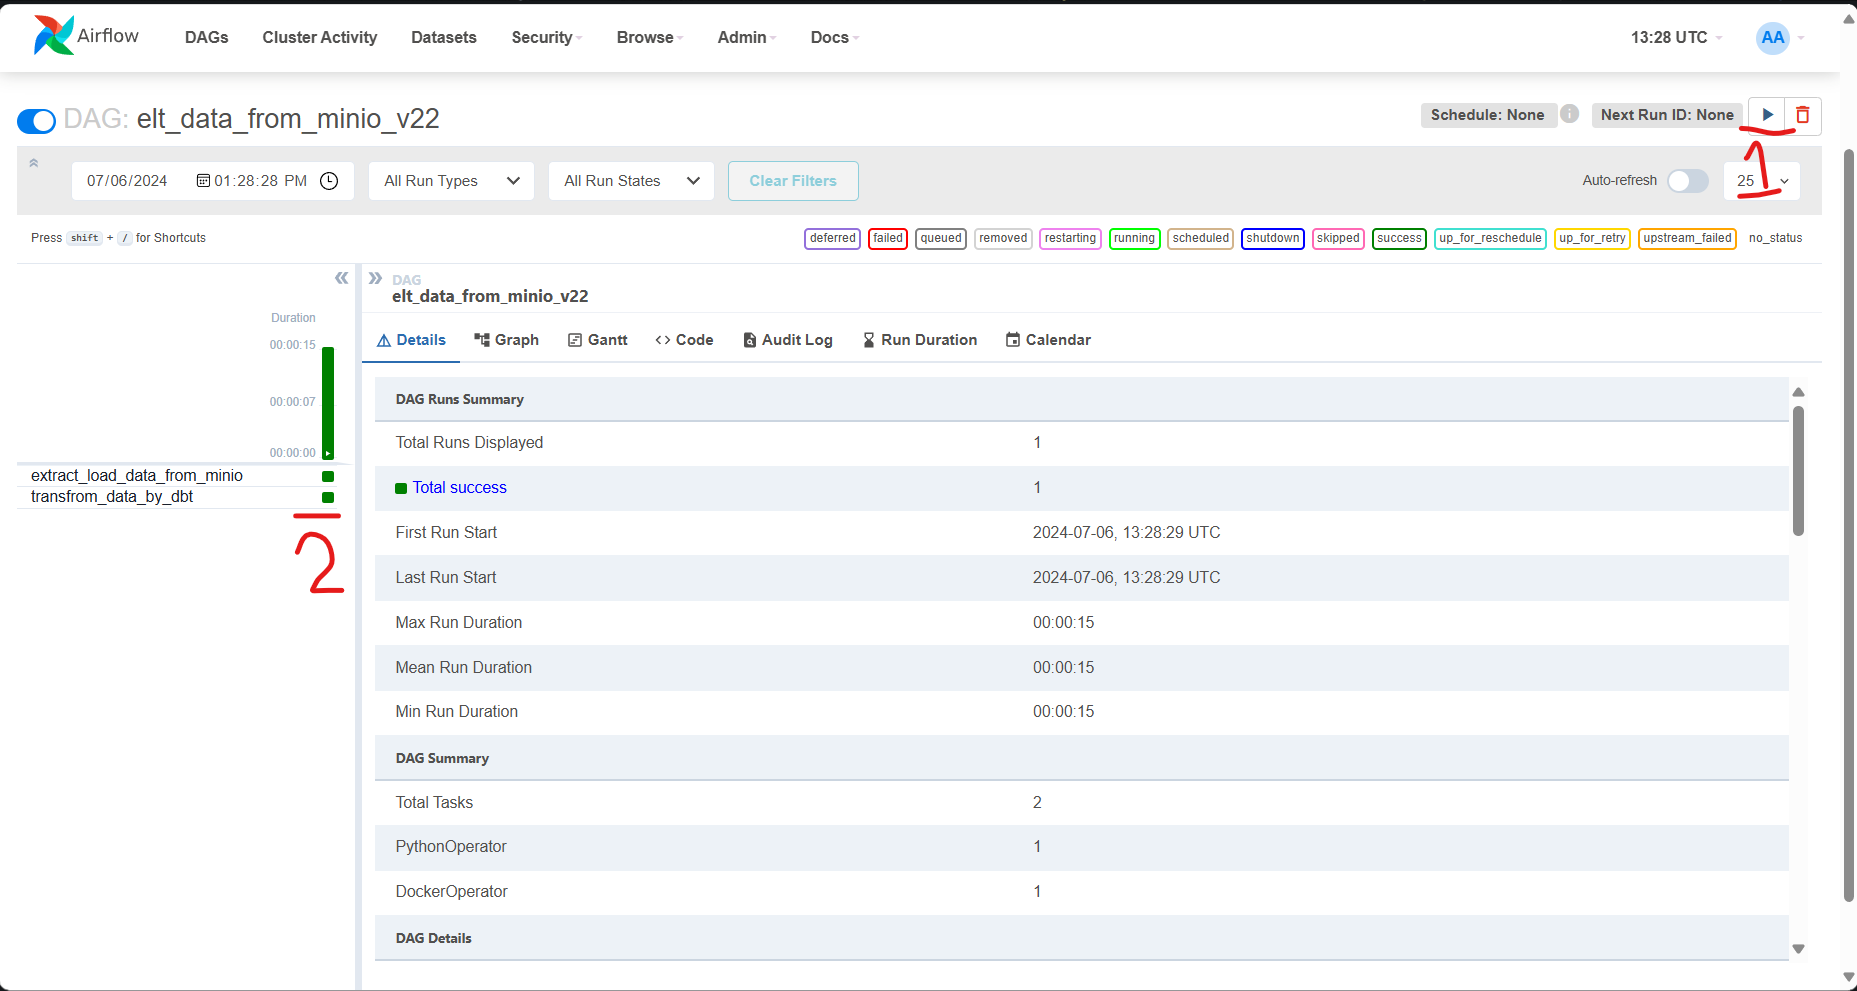 Airflow DAGs Cluster Activity Datasets Security Browse Admin Docs 13:28 UTC AA
DAG: elt_data_from_minio_v22 Schedule: None Next Run ID: None
1
07/06/2024 01:28:28 PM All Run Types All Run States Clear Filters Auto-refresh 25
Press shift + / for Shortcuts deferred failed queued removed restarting running scheduled shutdown skipped success up_for_reschedule up_for_retry upstream_failed no_status
DAG
elt_data_from_minio_v22
Duration
00:00:15
00:00:07
00:00:00
extract_load_data_from_minio
transfrom_data_by_dbt
2
Details Graph Gantt Code Audit Log Run Duration Calendar
DAG Runs Summary
Total Runs Displayed 1
Total success 1
First Run Start 2024-07-06, 13:28:29 UTC
Last Run Start 2024-07-06, 13:28:29 UTC
Max Run Duration 00:00:15
Mean Run Duration 00:00:15
Min Run Duration 00:00:15
DAG Summary
Total Tasks 2
PythonOperator 1
DockerOperator 1
DAG Details